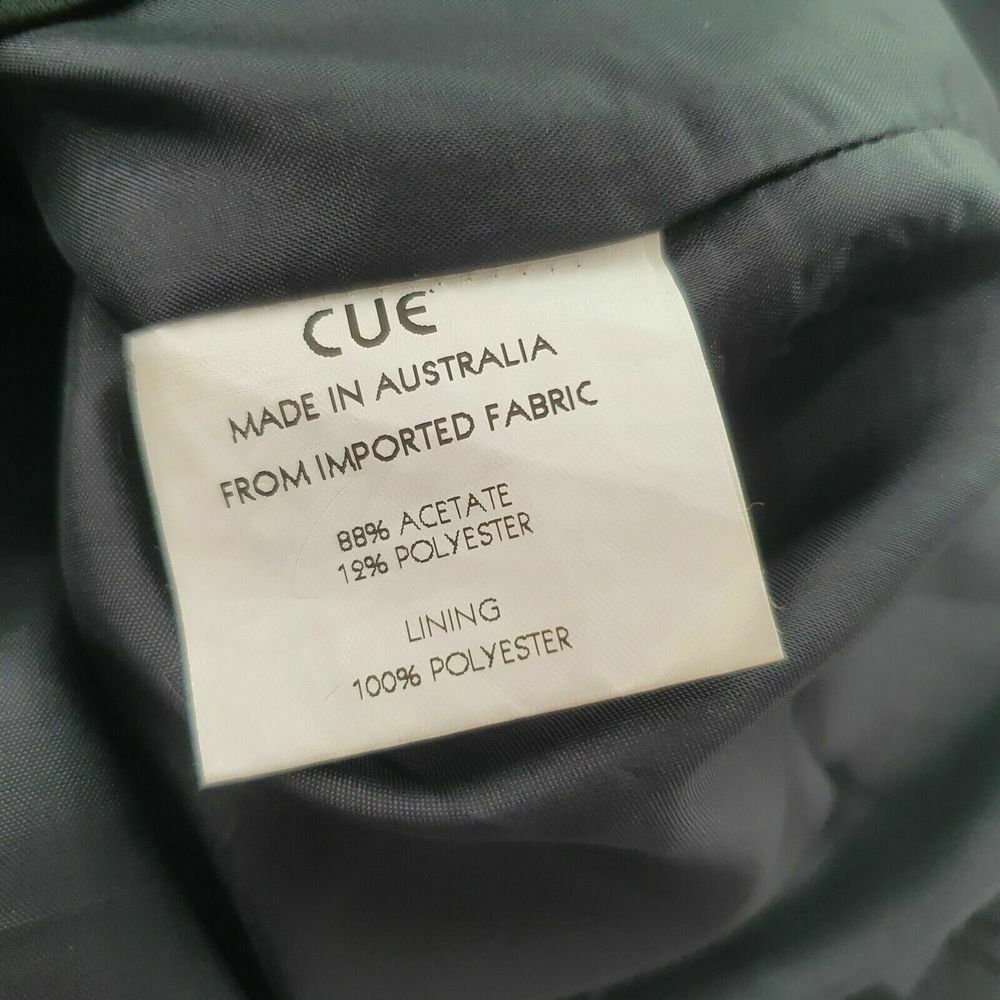 CUE
MADE IN AUSTRALIA
FROM IMPORTED FABRIC
88% ACETATE
12% POLYESTER
LINING
100% POLYESTER